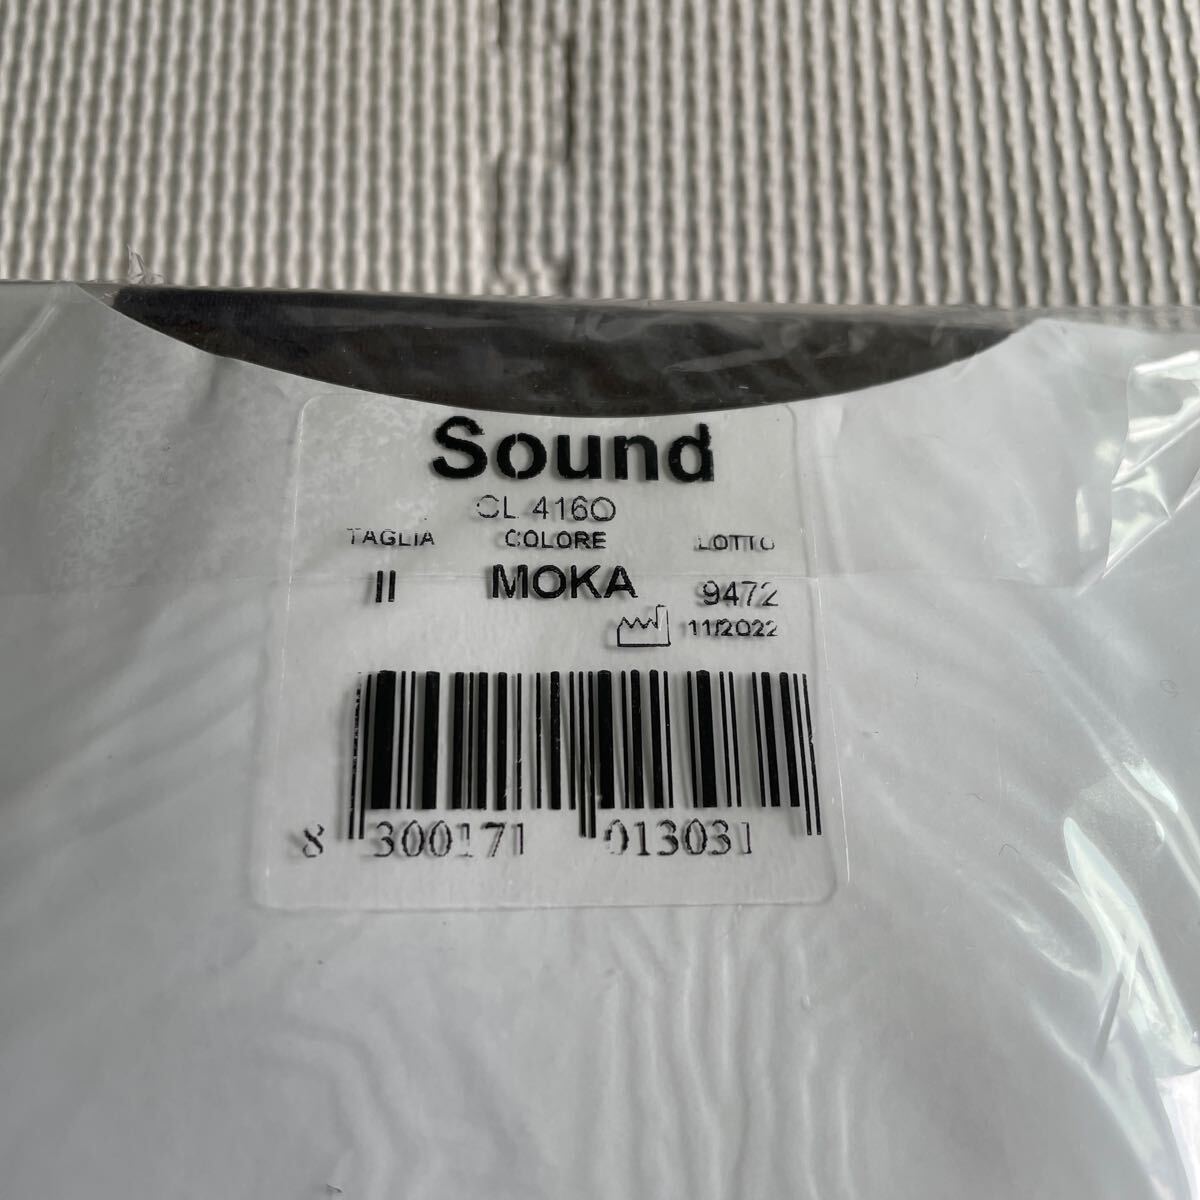 Sound
CL 4160
TAGLIA COLORE LOTTO
II MOKA 9472
11/2022
8 300171 013031